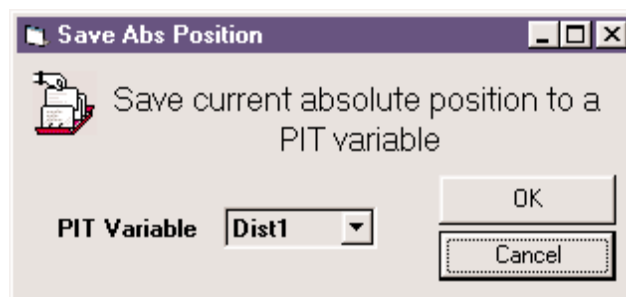 Save Abs Position
Save current absolute position to a
PIT variable
PIT Variable Dist1
OK
Cancel